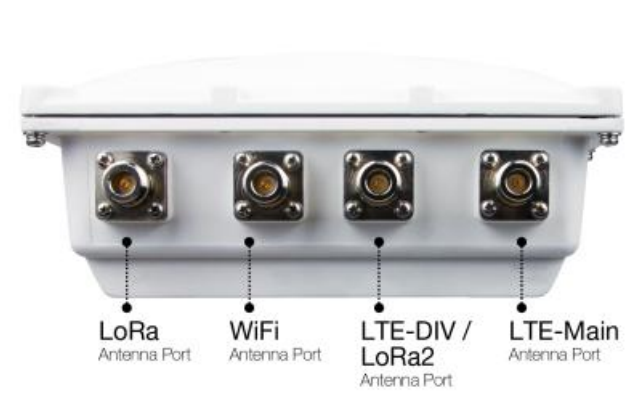 LoRa
Antenna Port
WiFi
Antenna Port
LTE-DIV /
LoRa2
Antenna Port
LTE-Main
Antenna Port